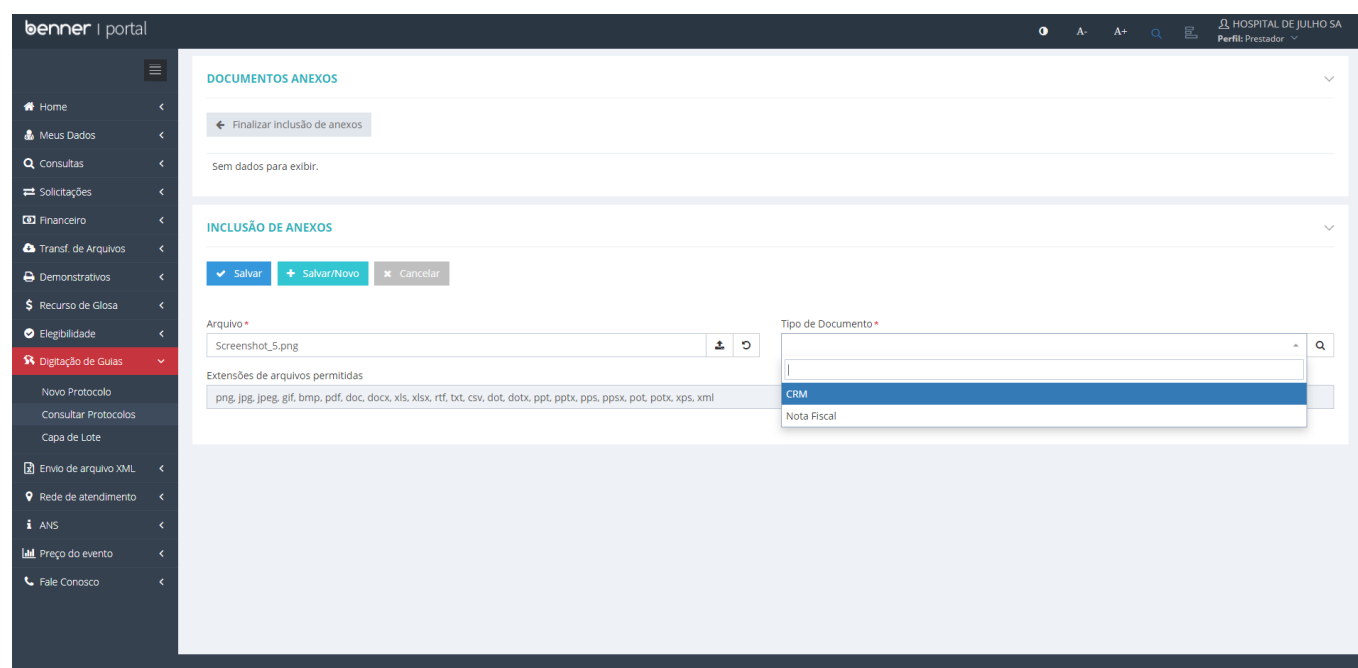 benner | portal
A- A+
HOSPITAL DE JULHO SA
Perfil: Prestador
Home
Meus Dados
Consultas
Solicitações
Financeiro
Transf. de Arquivos
Demonstrativos
Recurso de Glosa
Elegibilidade
Digitação de Guias
Novo Protocolo
Consultar Protocolos
Capa de Lote
Envio de arquivo XML
Rede de atendimento
ANS
Preço do evento
Fale Conosco
DOCUMENTOS ANEXOS
Finalizar inclusão de anexos
Sem dados para exibir.
INCLUSÃO DE ANEXOS
Salvar
Salvar/Novo
Cancelar
Arquivo *
Screenshot_5.png
Tipo de Documento *
CRM
Nota Fiscal
Extensões de arquivos permitidas
png, jpg, jpeg, gif, bmp, pdf, doc, docx, xls, xlsx, rtf, txt, csv, dot, dotx, ppt, pptx, pps, ppsx, pot, potx, xps, xml